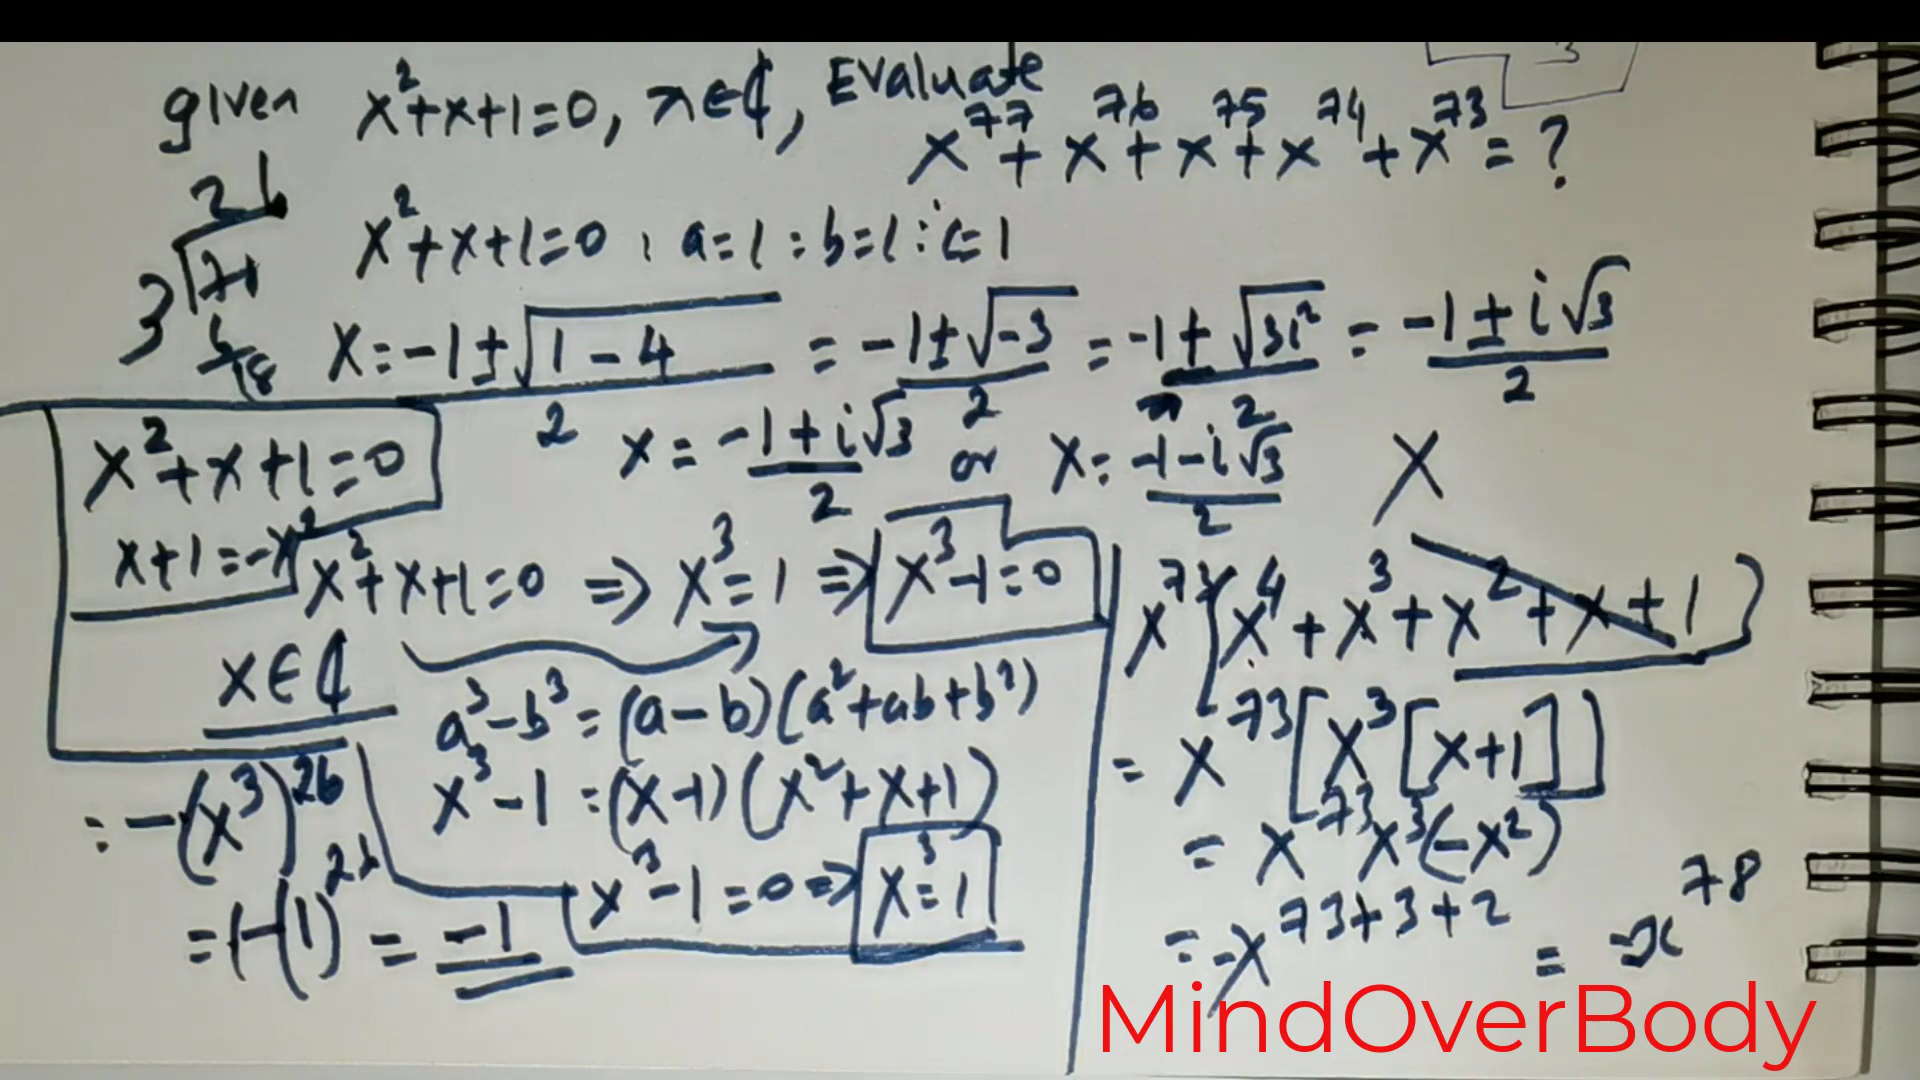 given x²+x+1=0, x∈ℂ, Evaluate
x⁷⁷+x⁷⁶+x⁷⁵+x⁷⁴+x⁷³=?
26
3
18
x²+x+1=0, a=1: b=1: c=1
x=-1±√1-4 / 2 = -1±√-3 / 2 = -1±√3i² / 2 = -1±i√3 / 2
x=-1+i√3 / 2 or x=-1-i√3 / 2
x²+x+1=0
x+1=-x²
x²+x+1=0 ⇒ x³=1 ⇒ x³-1=0
x∈ℂ
a³-b³=(a-b)(a²+ab+b²)
x³-1=(x-1)(x²+x+1)
x³-1=0 ⇒ x³=1
x
x⁷³(x⁴+x³+x²+x+1)
=x⁷³[x³[x+1]]
=x⁷³x³(-x²)
=-x⁷³⁺³⁺² = -x⁷⁸
=-(x³)²⁶
=-(1)²⁶ = -1
MindOverBody